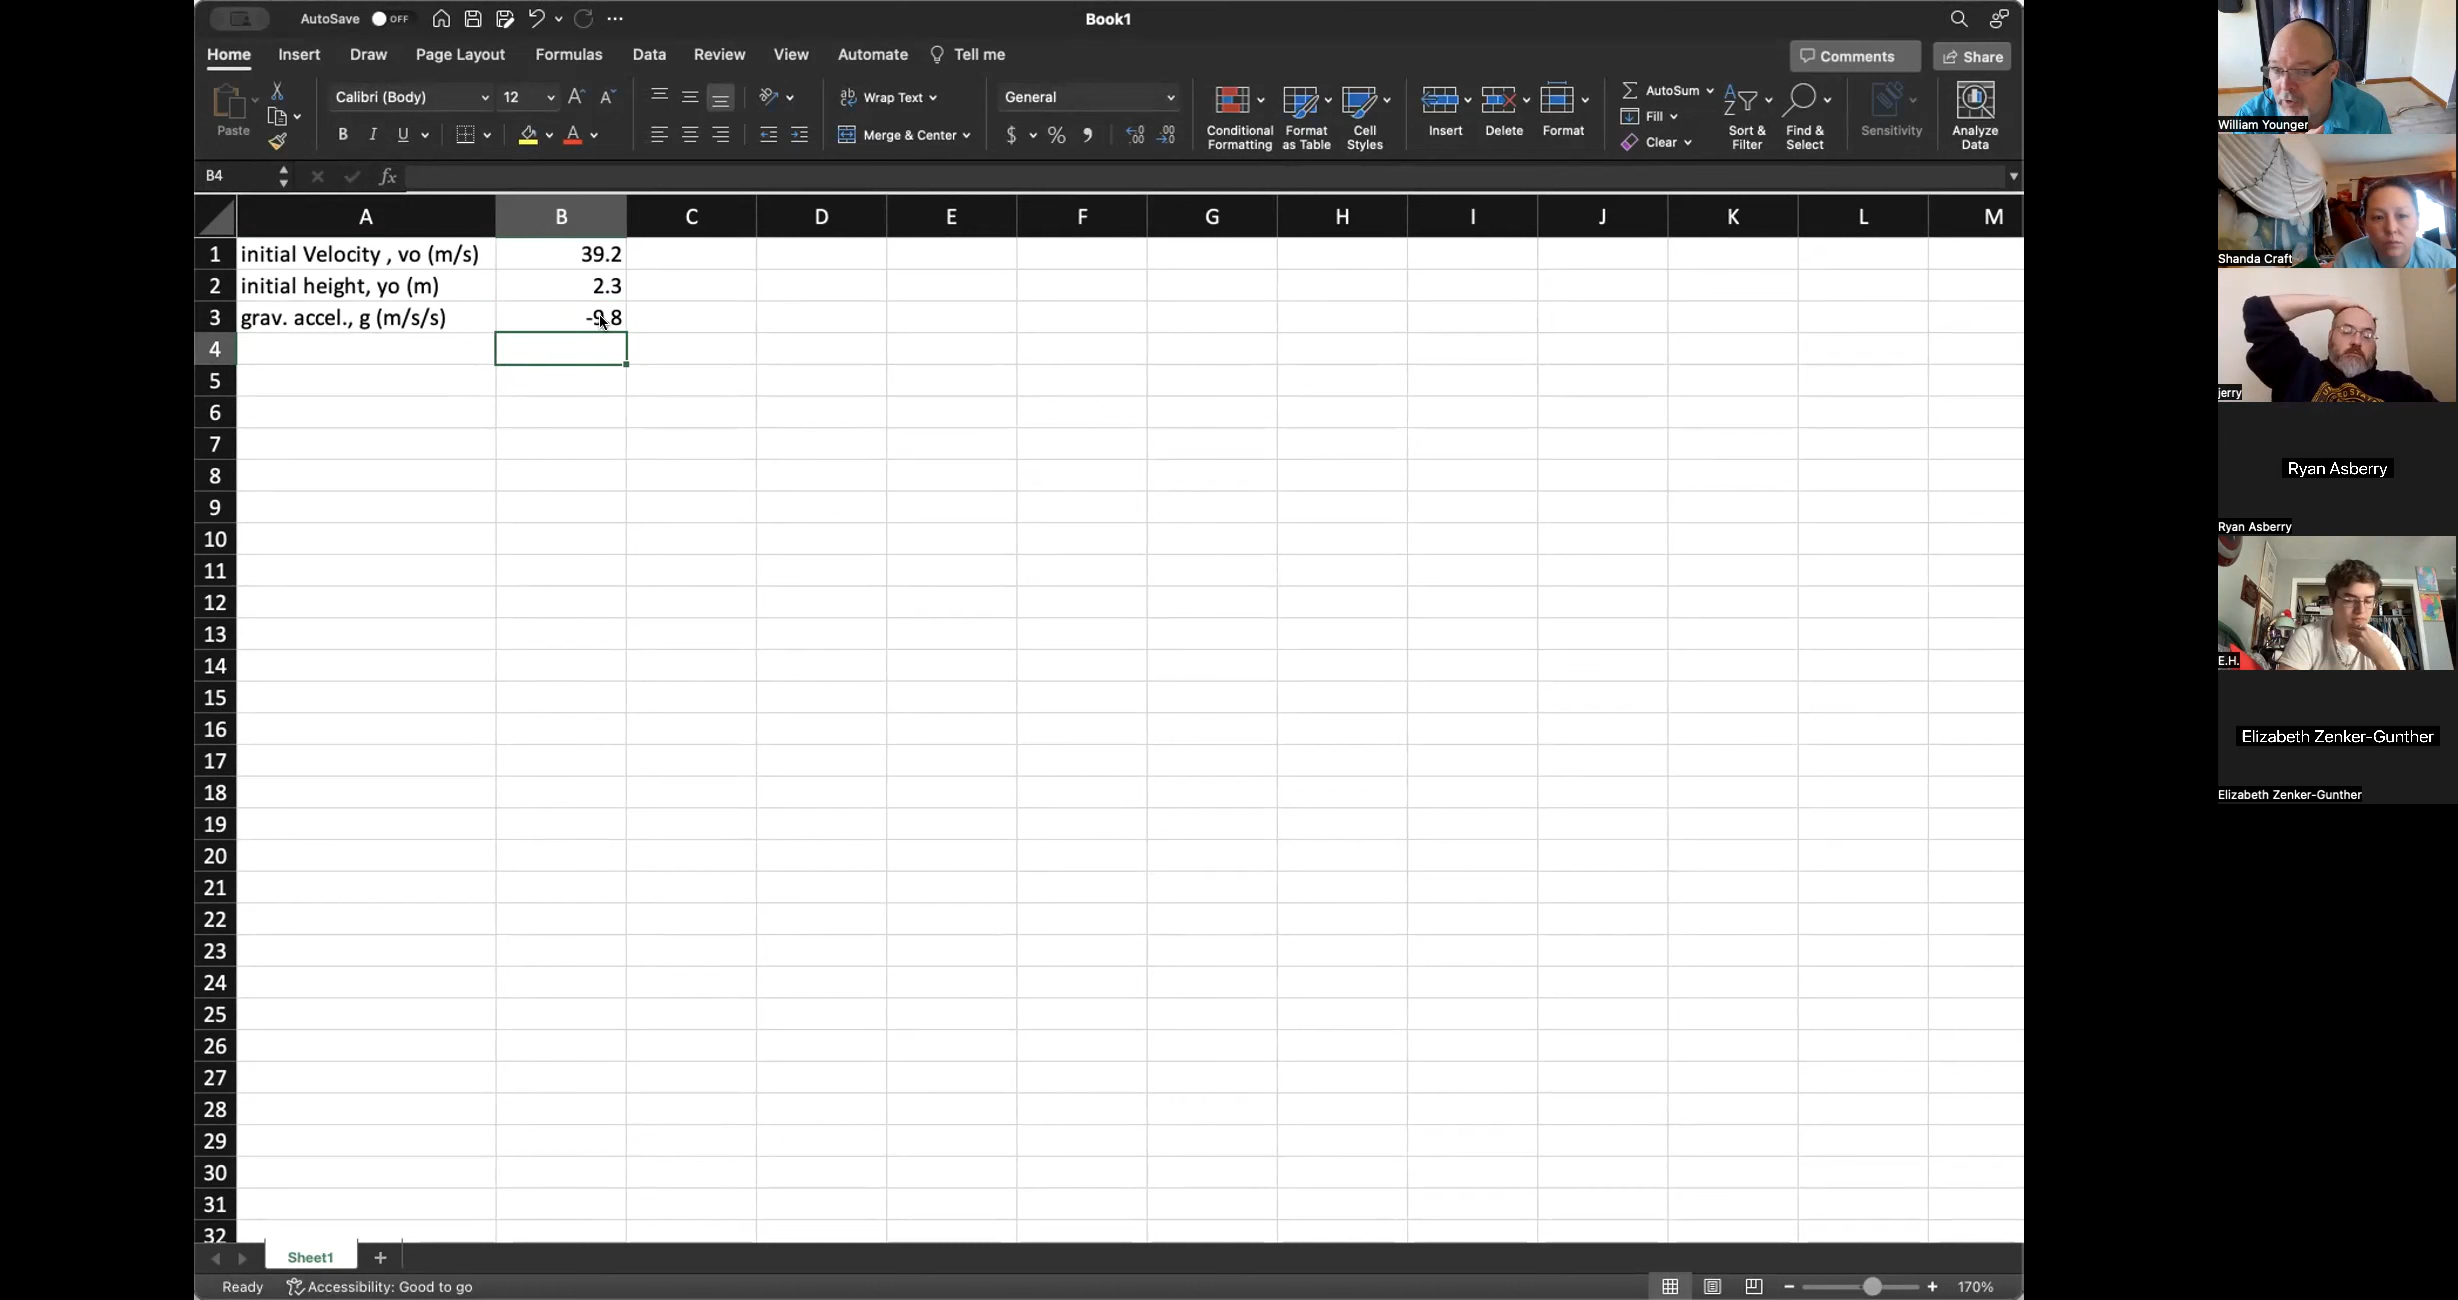 AutoSave OFF Book1
Home Insert Draw Page Layout Formulas Data Review View Automate Tell me Comments Share
Paste Calibri (Body) 12 A A Wrap Text General Conditional Formatting Format as Table Cell Styles Insert Delete Format AutoSum Sort & Filter Find & Select Sensitivity Analyze Data
B I U A Merge & Center $ % Fill
Clear
B4 fx
A B C D E F G H I J K L M
1 initial Velocity , vo (m/s) 39.2
2 initial height, yo (m) 2.3
3 grav. accel., g (m/s/s) -9.8
4
5
6
7
8
9
10
11
12
13
14
15
16
17
18
19
20
21
22
23
24
25
26
27
28
29
30
31
32
Sheet1 +
Ready Accessibility: Good to go 170%
William Younger
Shanda Craft
jerry
Ryan Asberry
Ryan Asberry
E.H.
Elizabeth Zenker-Gunther
Elizabeth Zenker-Gunther